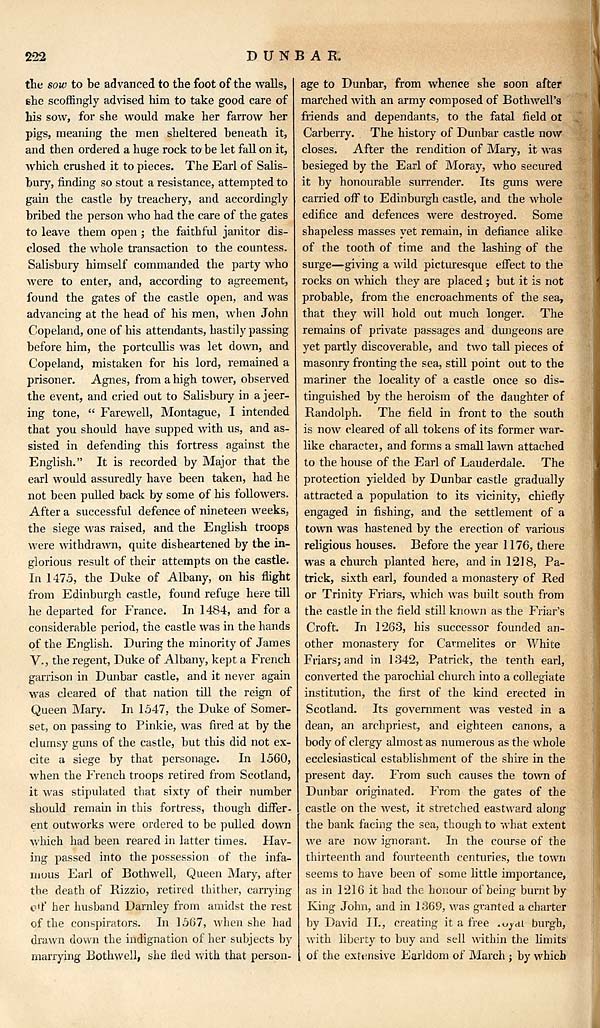 222
DUNBAR.
the sow to be advanced to the foot of the walls,
she scoffingly advised him to take good care of
his sow, for she would make her farrow her
pigs, meaning the men sheltered beneath it,
and then ordered a huge rock to be let fall on it,
which crushed it to pieces. The Earl of Salis-
bury, finding so stout a resistance, attempted to
gain the castle by treachery, and accordingly
bribed the person who had the care of the gates
to leave them open ; the faithful janitor dis-
closed the whole transaction to the countess.
Salisbury himself commanded the party who
were to enter, and, according to agreement,
found the gates of the castle open, and was
advancing at the head of his men, when John
Copeland, one of his attendants, hastily passing
before him, the portcullis was let down, and
Copeland, mistaken for his lord, remained a
prisoner. Agnes, from a high tower, observed
the event, and cried out to Salisbury in a jeer-
ing tone, “ Farewell, Montague, I intended
that you should have supped with us, and as-
sisted in defending this fortress against the
English.” It is recorded by Major that the
earl would assuredly have been taken, had he
not been pulled back by some of his followers.
After a successful defence of nineteen weeks,
the siege was raised, and the English troops
were withdrawn, quite disheartened by the in-
glorious result of their attempts on the castle.
In 1475, the Duke of Albany, on his flight
from Edinburgh castle, found refuge here till
he departed for France. In 1484, and for a
considerable period, the castle was in the hands
of the English. During the minority of James
V., the regent, Duke of Albany, kept a French
garrison in Dunbar castle, and it never again
was cleared of that nation till the reign of
Queen Mary. In 1547, the Duke of Somer-
set, on passing to Pinkie, was fired at by the
clumsy guns of the castle, but this did not ex-
cite a siege by that personage. In 1560,
when the French troops retired from Scotland,
it was stipulated that sixty of their number
should remain in this fortress, though differ-
ent outworks were ordered to be pulled down
which had been reared in latter times. Hav-
ing passed into the possession of the infa-
mous Earl of Bothwell, Queen Mary, after
the death of Rizzio, retired thither, carrying
off her husband Darnley from amidst the rest
of the conspirators. In 1567, when she had
drawn down the indignation of her subjects by
marrying Bothwell, she fled with that person-
age to Dunbar, from whence she soon after
marched with an army composed of Bothwell's
friends and dependants, to the fatal field of
Carberry. The history of Dunbar castle now
closes. After the rendition of Mary, it was
besieged by the Earl of Moray, who secured
it by honourable surrender. Its guns were
carried off to Edinburgh castle, and the whole
edifice and defences were destroyed. Some
shapeless masses yet remain, in defiance alike
of the tooth of time and the lashing of the
surge—giving a wild picturesque effect to the
rocks on which they are placed ; but it is not
probable, from the encroachments of the sea,
that they will hold out much longer. The
remains of private passages and dungeons are
yet partly discoverable, and two tall pieces of
masonry fronting the sea, still point out to the
mariner the locality of a castle once so dis-
tinguished by the heroism of the daughter of
Randolph. The field in front to the south
is now cleared of all tokens of its former war-
like character, and forms a small lawn attached
to the house of the Earl of Lauderdale. The
protection yielded by Dunbar castle gradually
attracted a population to its vicinity, chiefly
engaged in fishing, and the settlement of a
town was hastened by the erection of various
religious houses. Before the year 1176, there
was a church planted here, and in 1218, Pa-
trick, sixth earl, founded a monastery of Red
or Trinity Friars, which was built south from
the castle in the field still known as the Friar's
Croft. In 1263, his successor founded an-
other monastery for Carmelites or White
Friars; and in 1342, Patrick, the tenth earl,
converted the parochial church into a collegiate
institution, the first of the kind erected in
Scotland. Its government was vested in a
dean, an archpriest, and eighteen canons, a
body of clergy almost as numerous as the whole
ecclesiastical establishment of the shire in the
present day. From such causes the town of
Dunbar originated. From the gates of the
castle on the west, it stretched eastward along
the bank facing the sea, though to what extent
we are now ignorant. In the course of the
thirteenth and fourteenth centuries, the town
seems to have been of some little importance,
as in 1216 it had the honour of being burnt by
King John, and in 1369, was granted a charter
by David II., creating it a free royal burgh,
with liberty to buy and sell within the limits
of the extensive Earldom of March ; by which